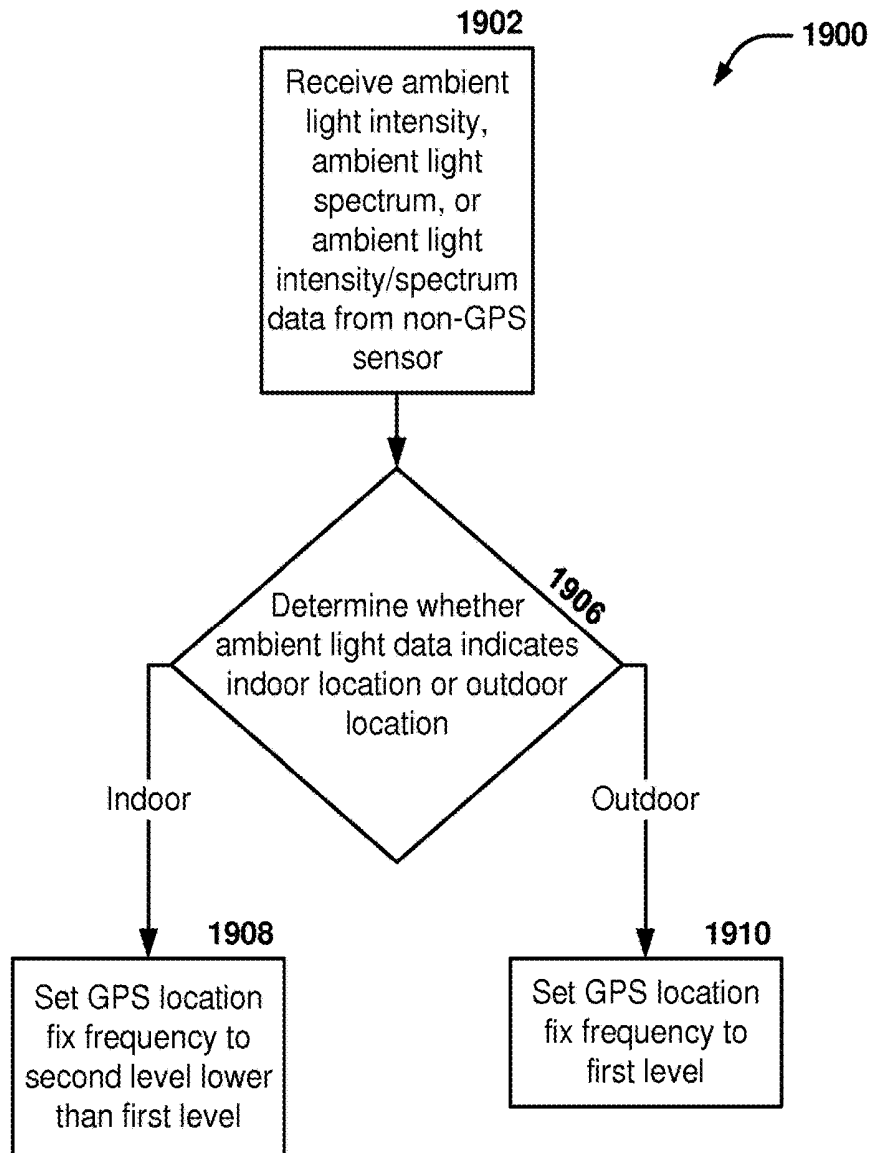 1902
1900
Receive ambient
light intensity,
ambient light
spectrum, or
ambient light
intensity/spectrum
data from non-GPS
sensor
1906
Determine whether
ambient light data indicates
indoor location or outdoor
location
Indoor
Outdoor
1908
Set GPS location
fix frequency to
second level lower
than first level
1910
Set GPS location
fix frequency to
first level